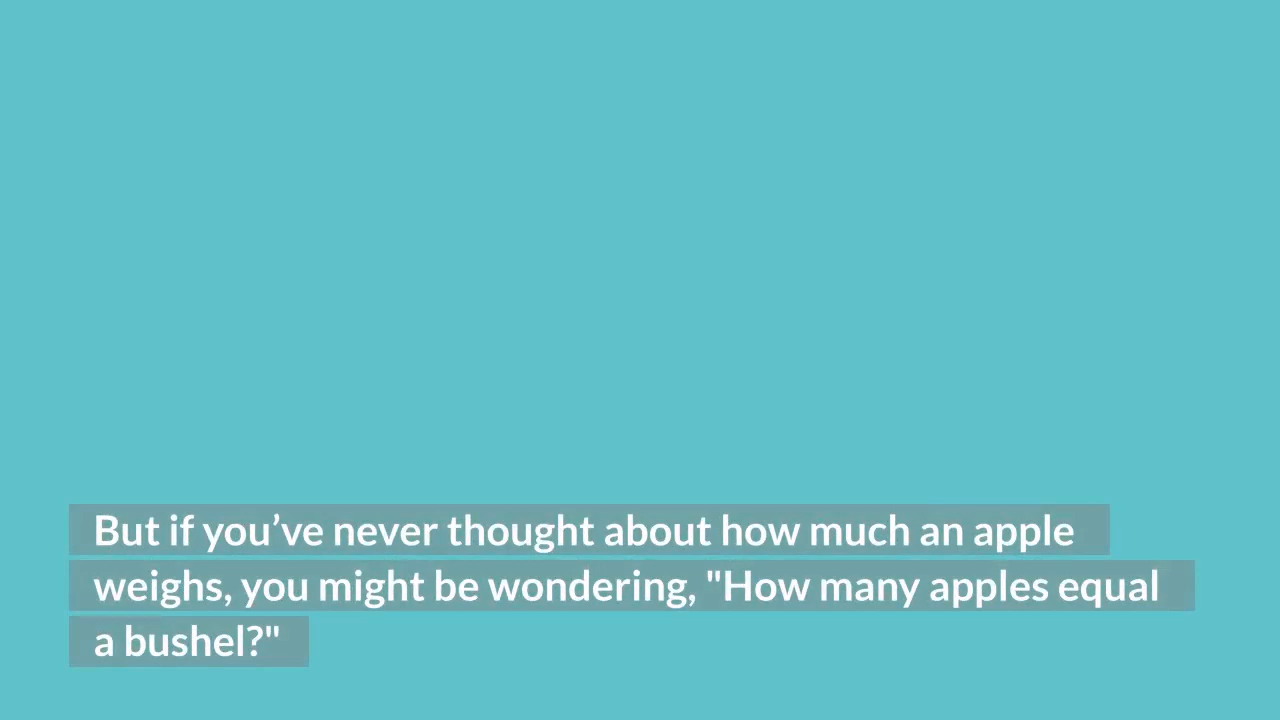 But if you’ve never thought about how much an apple
weighs, you might be wondering, "How many apples equal
a bushel?"